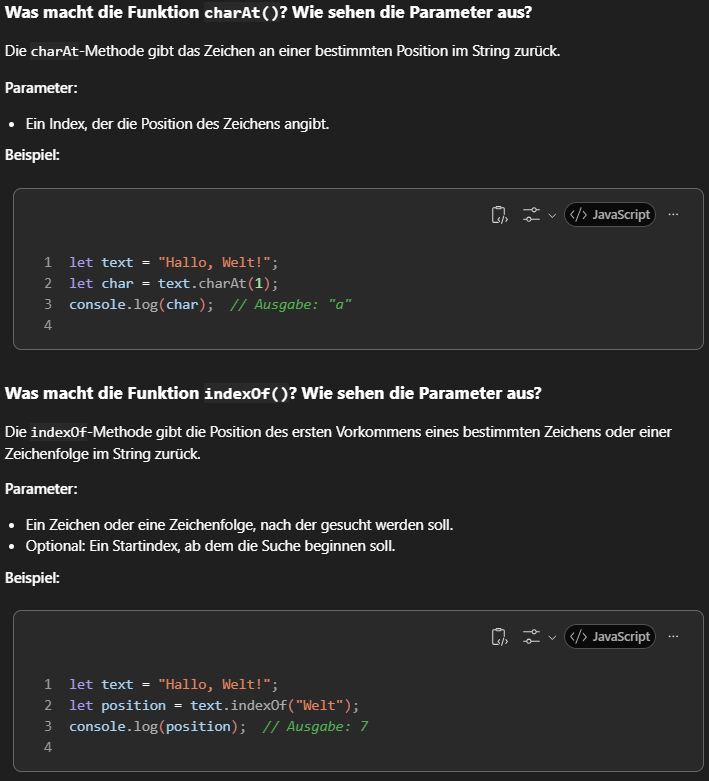 Was macht die Funktion charAt()? Wie sehen die Parameter aus?
Die charAt-Methode gibt das Zeichen an einer bestimmten Position im String zurück.
Parameter:
• Ein Index, der die Position des Zeichens angibt.
Beispiel:
</> JavaScript ...
1 let text = "Hallo, Welt!";
2 let char = text.charAt(1);
3 console.log(char);  // Ausgabe: "a"
4
Was macht die Funktion indexOf()? Wie sehen die Parameter aus?
Die indexOf-Methode gibt die Position des ersten Vorkommens eines bestimmten Zeichens oder einer
Zeichenfolge im String zurück.
Parameter:
• Ein Zeichen oder eine Zeichenfolge, nach der gesucht werden soll.
• Optional: Ein Startindex, ab dem die Suche beginnen soll.
Beispiel:
</> JavaScript ...
1 let text = "Hallo, Welt!";
2 let position = text.indexOf("Welt");
3 console.log(position);  // Ausgabe: 7
4